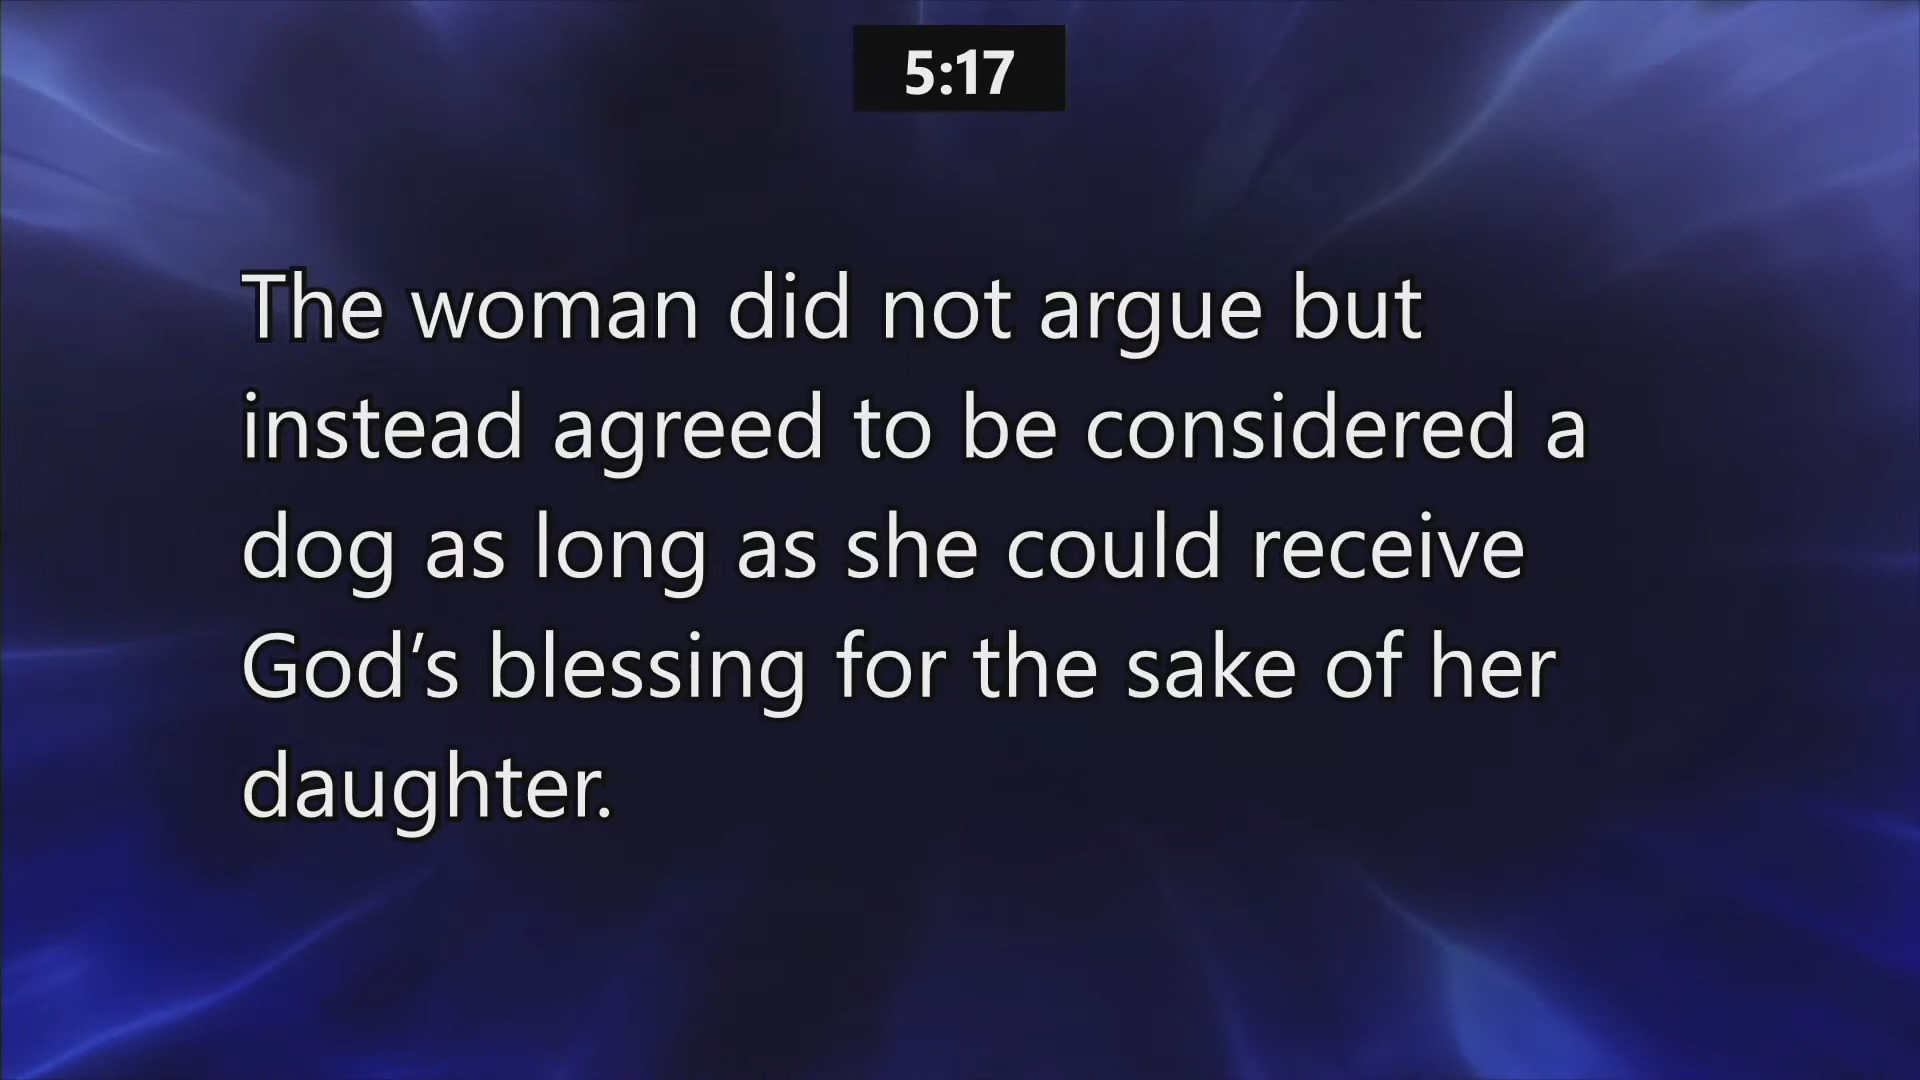 5:17
The woman did not argue but
instead agreed to be considered a
dog as long as she could receive
God’s blessing for the sake of her
daughter.